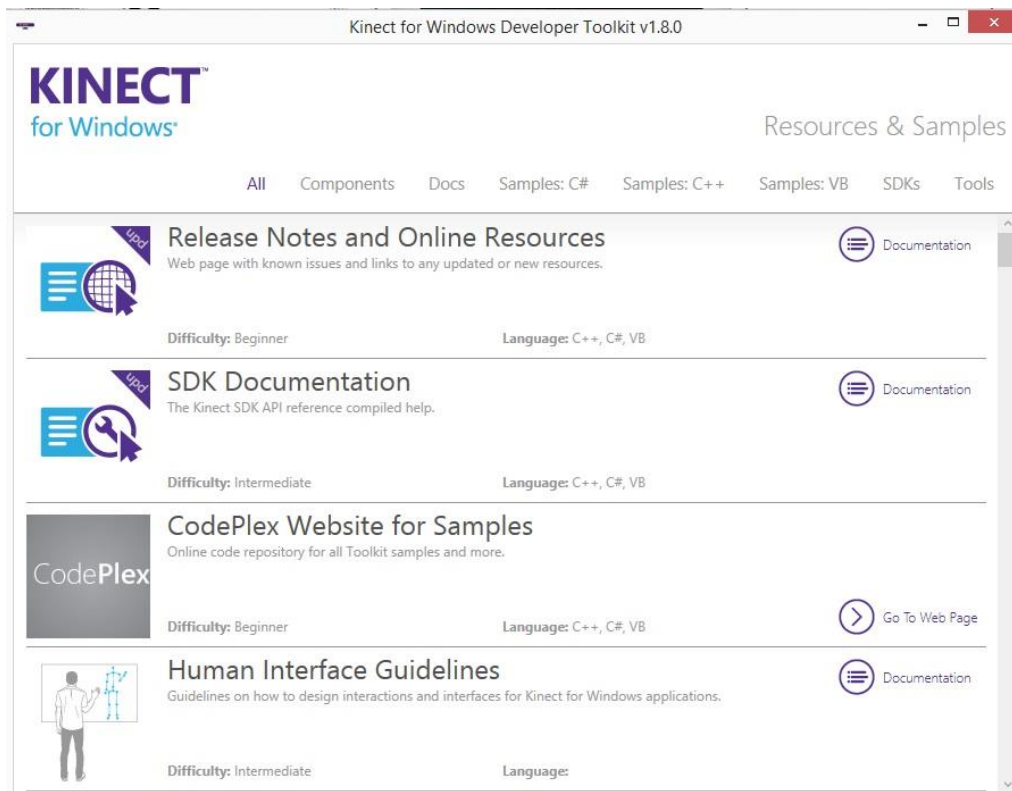 Kinect for Windows Developer Toolkit v1.8.0
KINECT™
for Windows®
Resources & Samples
All Components Docs Samples: C# Samples: C++ Samples: VB SDKs Tools
upd
Release Notes and Online Resources
Documentation
Web page with known issues and links to any updated or new resources.
Difficulty: Beginner Language: C++, C#, VB
upd
SDK Documentation
Documentation
The Kinect SDK API reference compiled help.
Difficulty: Intermediate Language: C++, C#, VB
CodePlex
CodePlex Website for Samples
Online code repository for all Toolkit samples and more.
Difficulty: Beginner Language: C++, C#, VB
Go To Web Page
Human Interface Guidelines
Documentation
Guidelines on how to design interactions and interfaces for Kinect for Windows applications.
Difficulty: Intermediate Language: